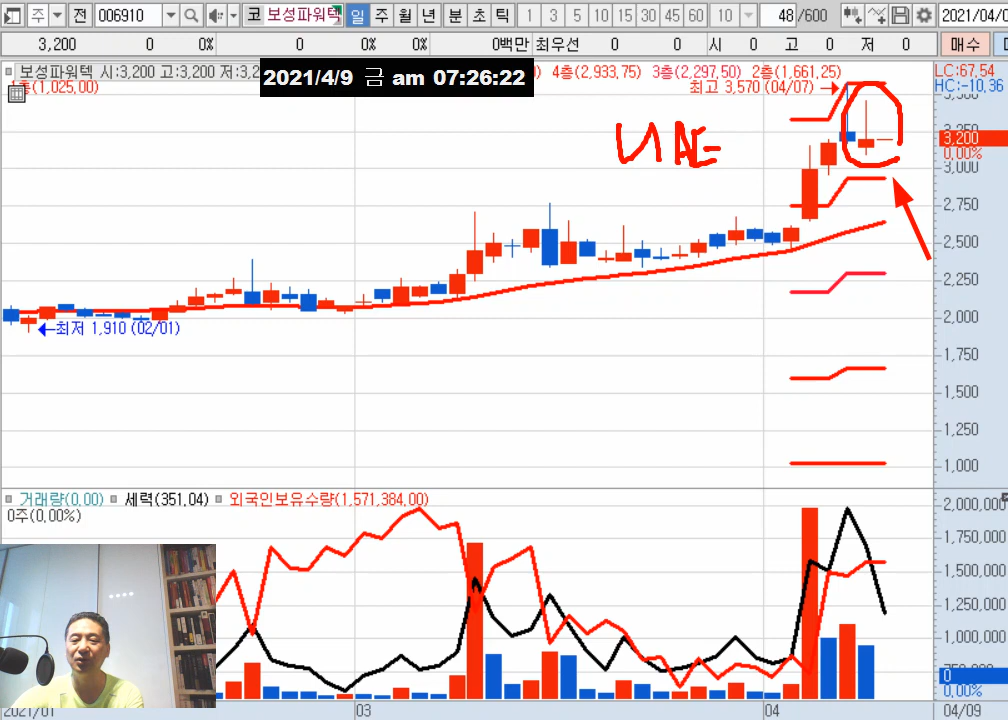 주 전 006910 코 보성파워텍 일 주 월 년 분 초 틱 1 3 5 10 15 30 45 60 10 48 /600 2021/04/0
3,200 0 0% 0 0% 0% 0백만 최우선 0 0 시 0 고 0 저 0 매수
보성파워텍 시:3,200 고:3,200 저:3,2
2021/4/9 금 am 07:26:22
4층(2,933,75) 3층(2,297,50) 2층(1,661,25)
LC:67,54
층(1,025,00)
최고 3,570 (04/07)
HC:-10,36
UAE
3,200
0,00%
3,000
2,750
2,500
2,250
2,000
최저 1,910 (02/01)
1,750
1,500
1,250
1,000
거래량(0,00) 세력(351,04) 외국인보유수량(1,571,384,00)
0주(0,00%)
2,000,000
1,750,000
1,500,000
1,250,000
1,000,000
0
0,00%
2021/01 03 04 04/09